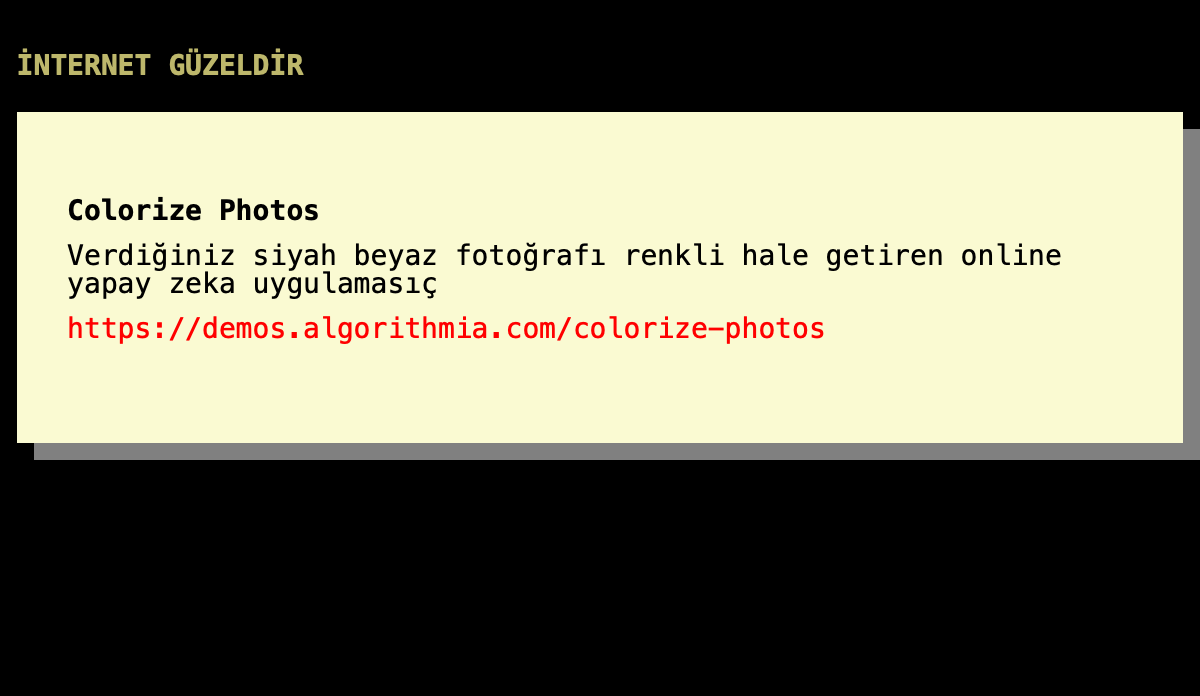 İNTERNET GÜZELDİR
Colorize Photos
Verdiğiniz siyah beyaz fotoğrafı renkli hale getiren online
yapay zeka uygulamasıç
https://demos.algorithmia.com/colorize-photos